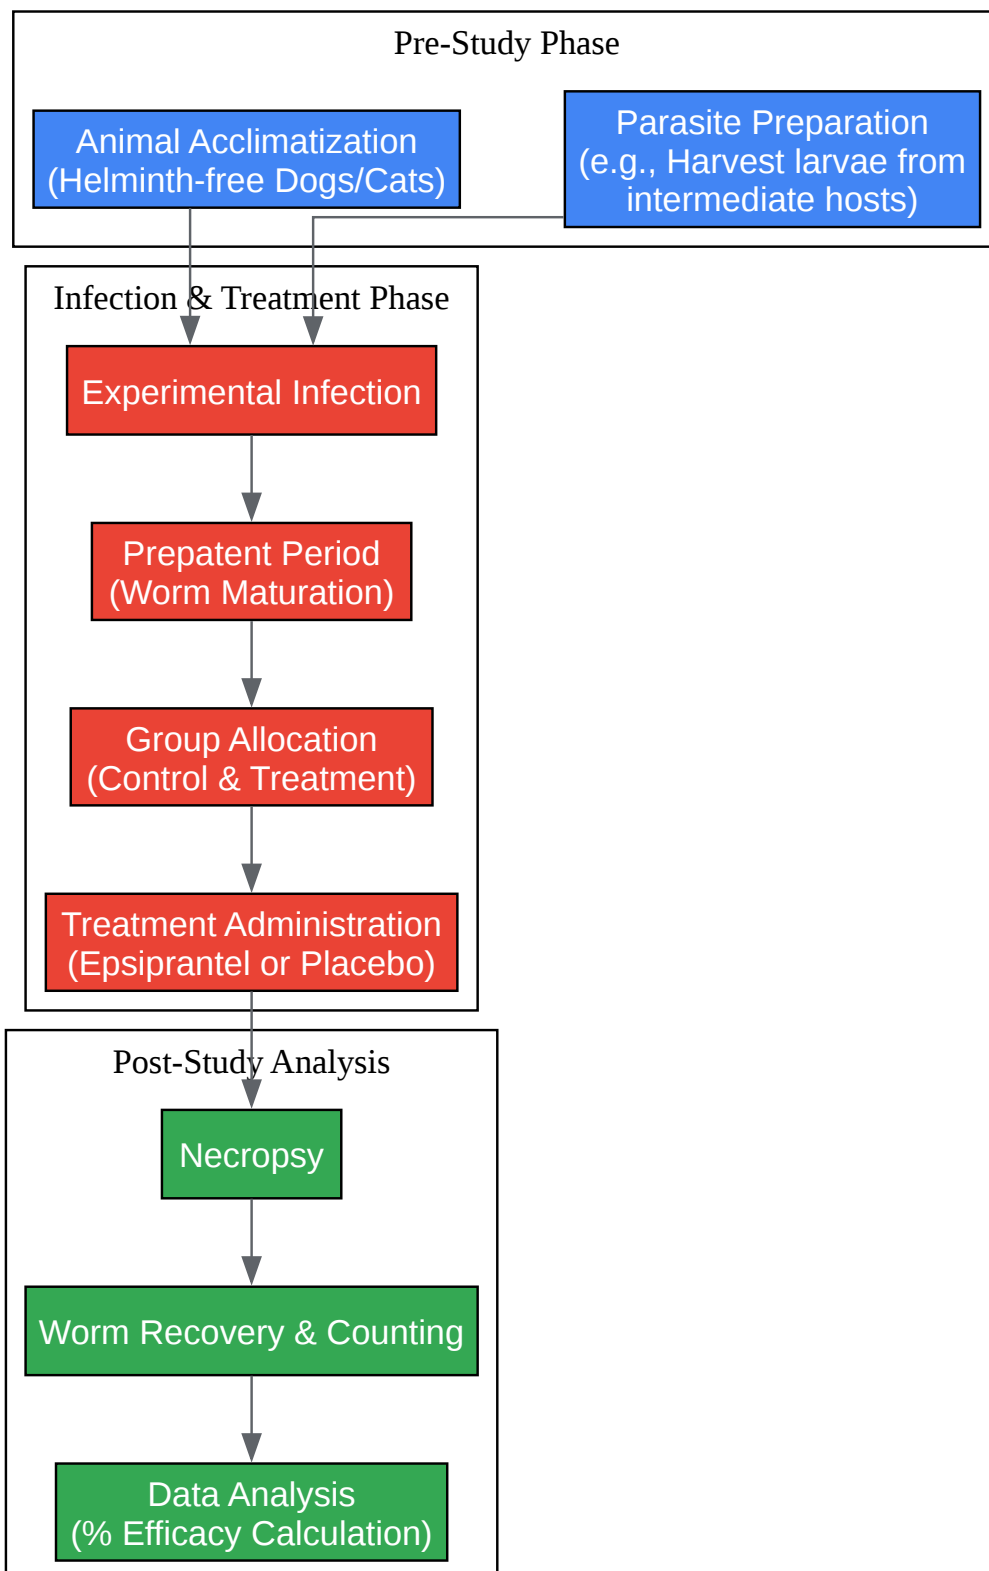 Pre-Study Phase
Animal Acclimatization
(Helminth-free Dogs/Cats)
Parasite Preparation
(e.g., Harvest larvae from
intermediate hosts)
Infection & Treatment Phase
Experimental Infection
Prepatent Period
(Worm Maturation)
Group Allocation
(Control & Treatment)
Treatment Administration
(Epsiprantel or Placebo)
Post-Study Analysis
Necropsy
Worm Recovery & Counting
Data Analysis
(% Efficacy Calculation)